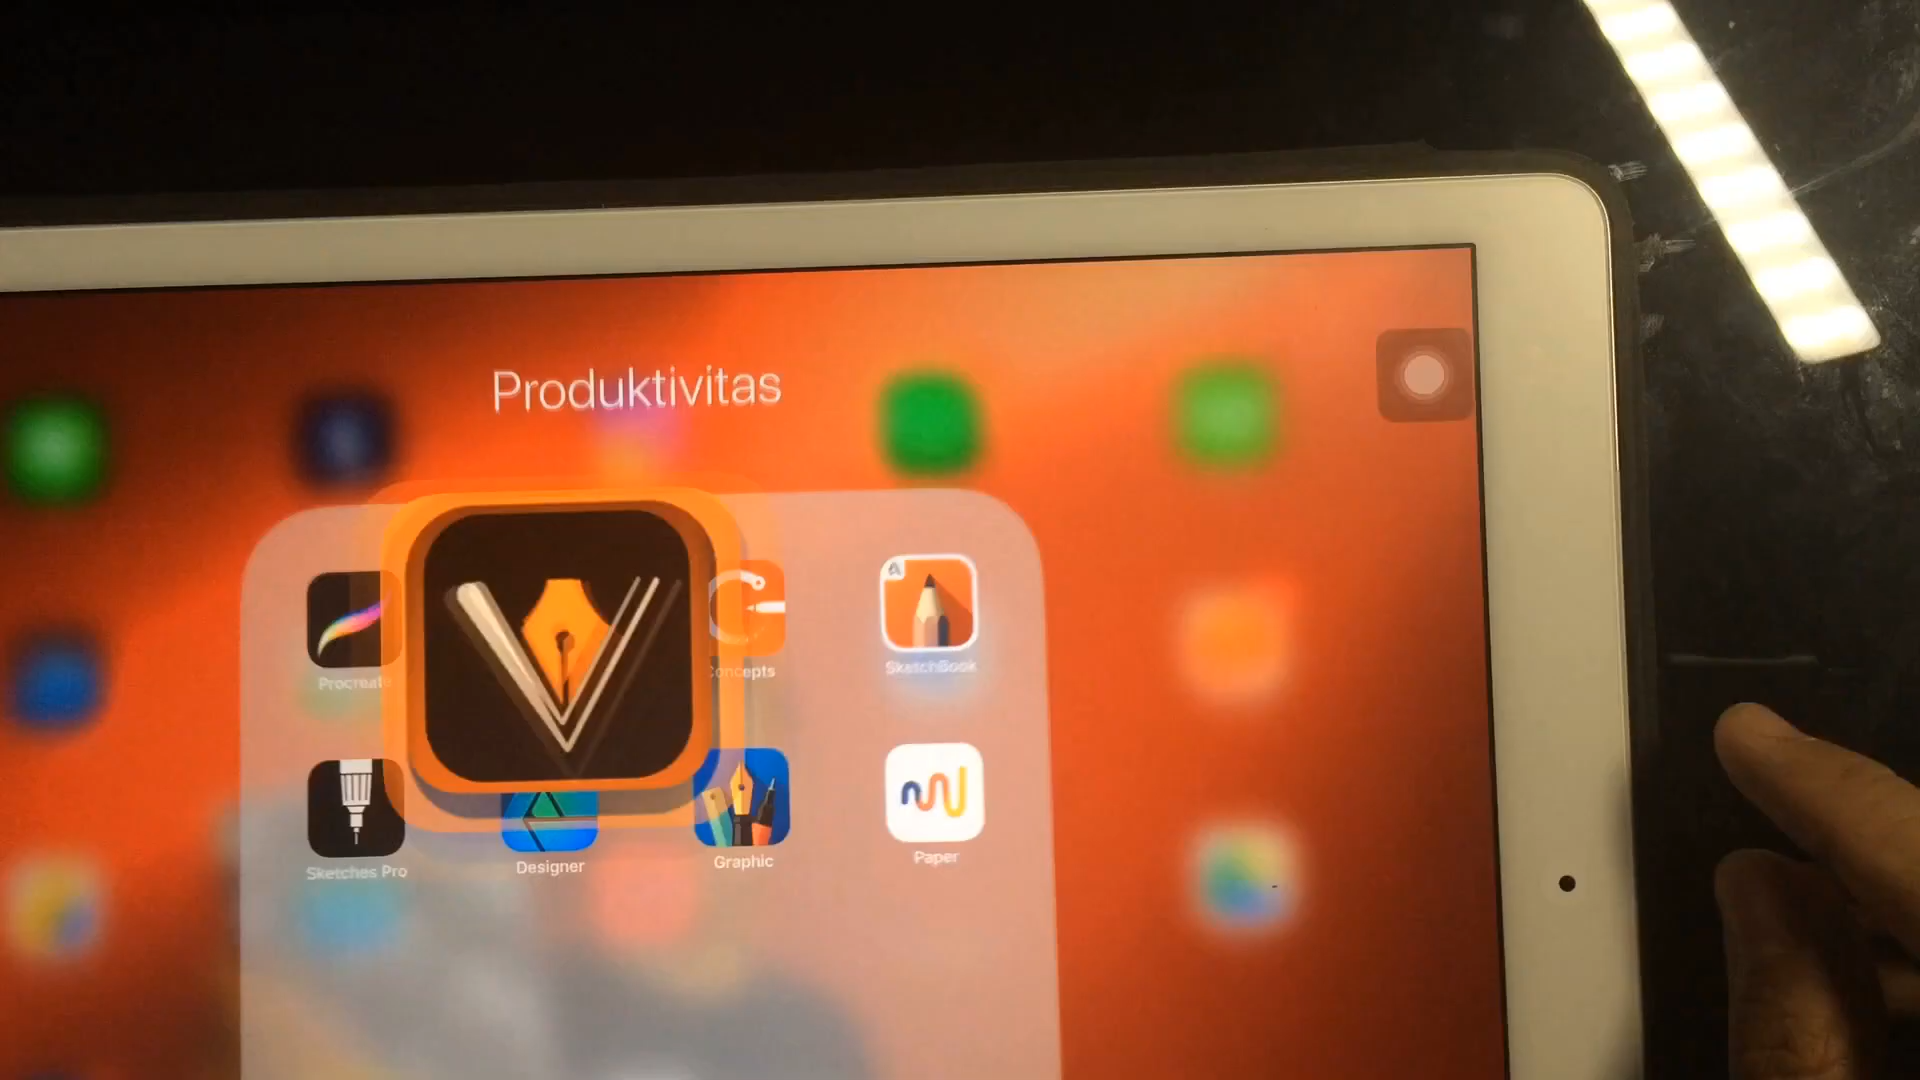 Produktivitas
Procreate
Concepts
SketchBook
Sketches Pro
Designer
Graphic
Paper